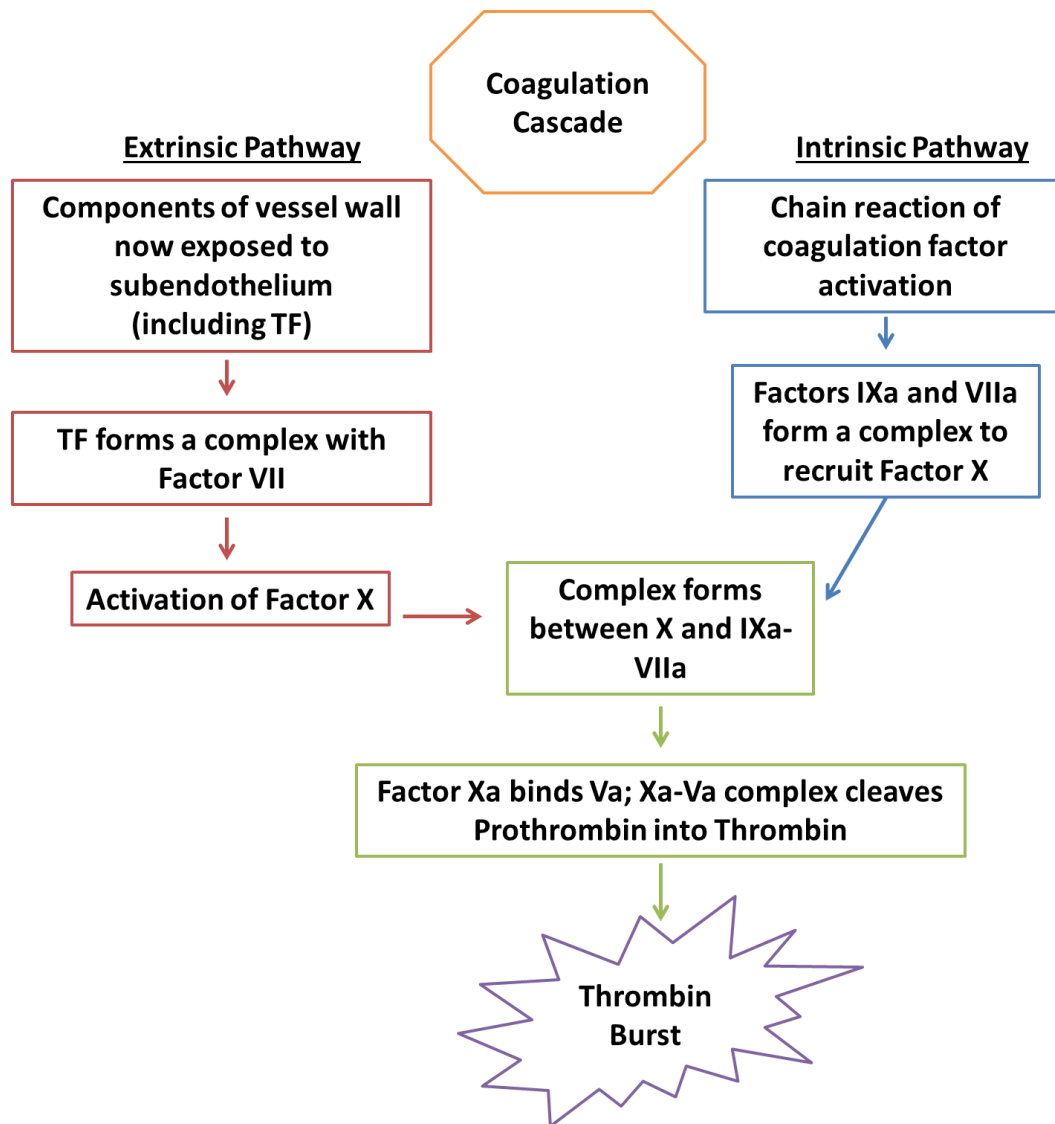 Coagulation
Cascade
Extrinsic Pathway
Components of vessel wall
now exposed to
subendothelium
(including TF)
TF forms a complex with
Factor VII
Activation of Factor X
Intrinsic Pathway
Chain reaction of
coagulation factor
activation
Factors IXa and VIIa
form a complex to
recruit Factor X
Complex forms
between X and IXa-
VIIa
Factor Xa binds Va; Xa-Va complex cleaves
Prothrombin into Thrombin
Thrombin
Burst